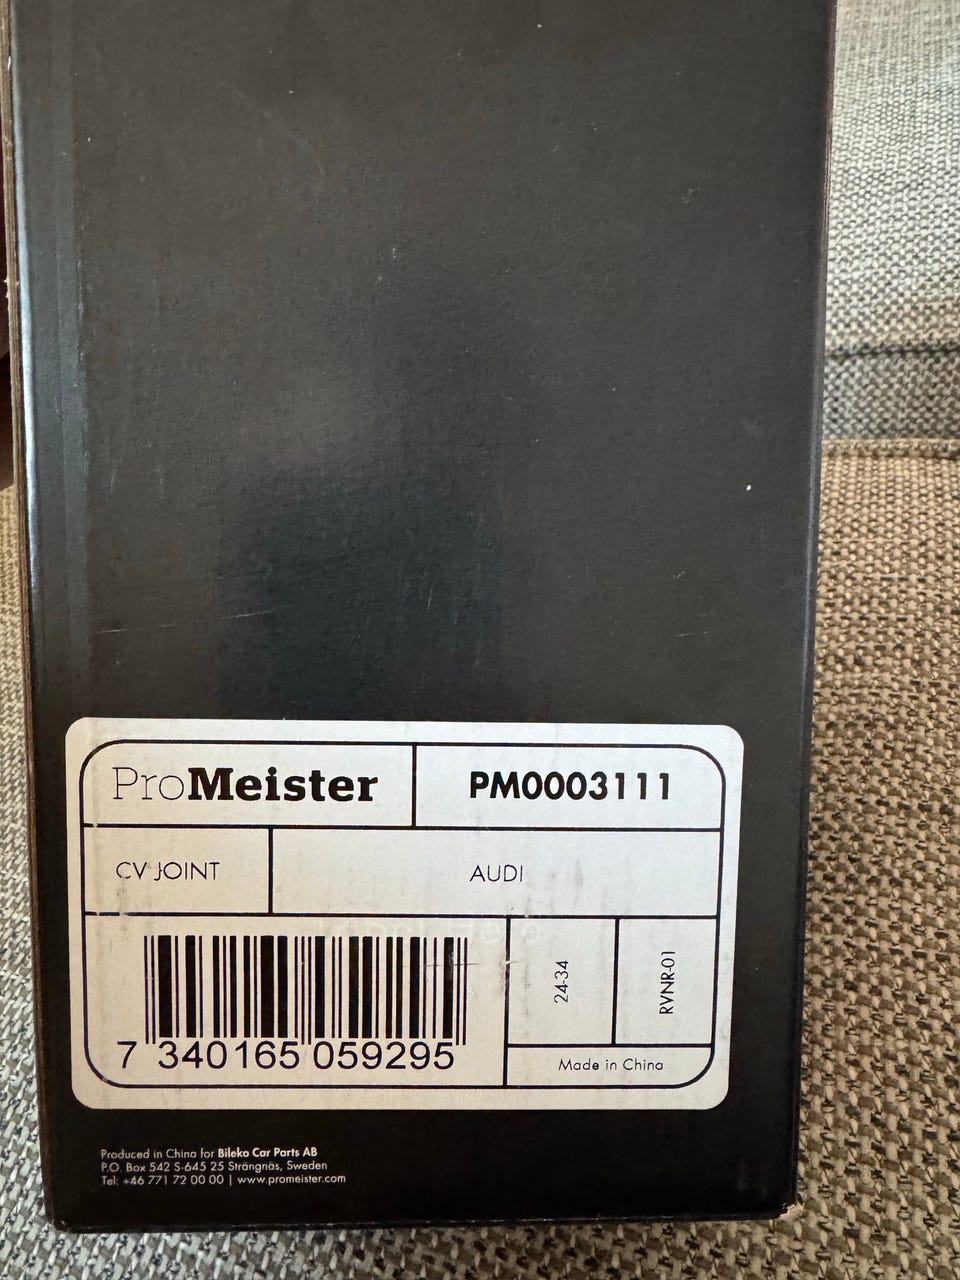 ProMeister
PM0003111
CV JOINT
AUDI
7 340165 059295
24-34
RVNR-01
Made in China
Produced in China for Bileko Car Parts AB
P.O. Box 542 S-645 25 Strängnäs, Sweden
Tel: +46 771 72 00 00 | www.promeister.com